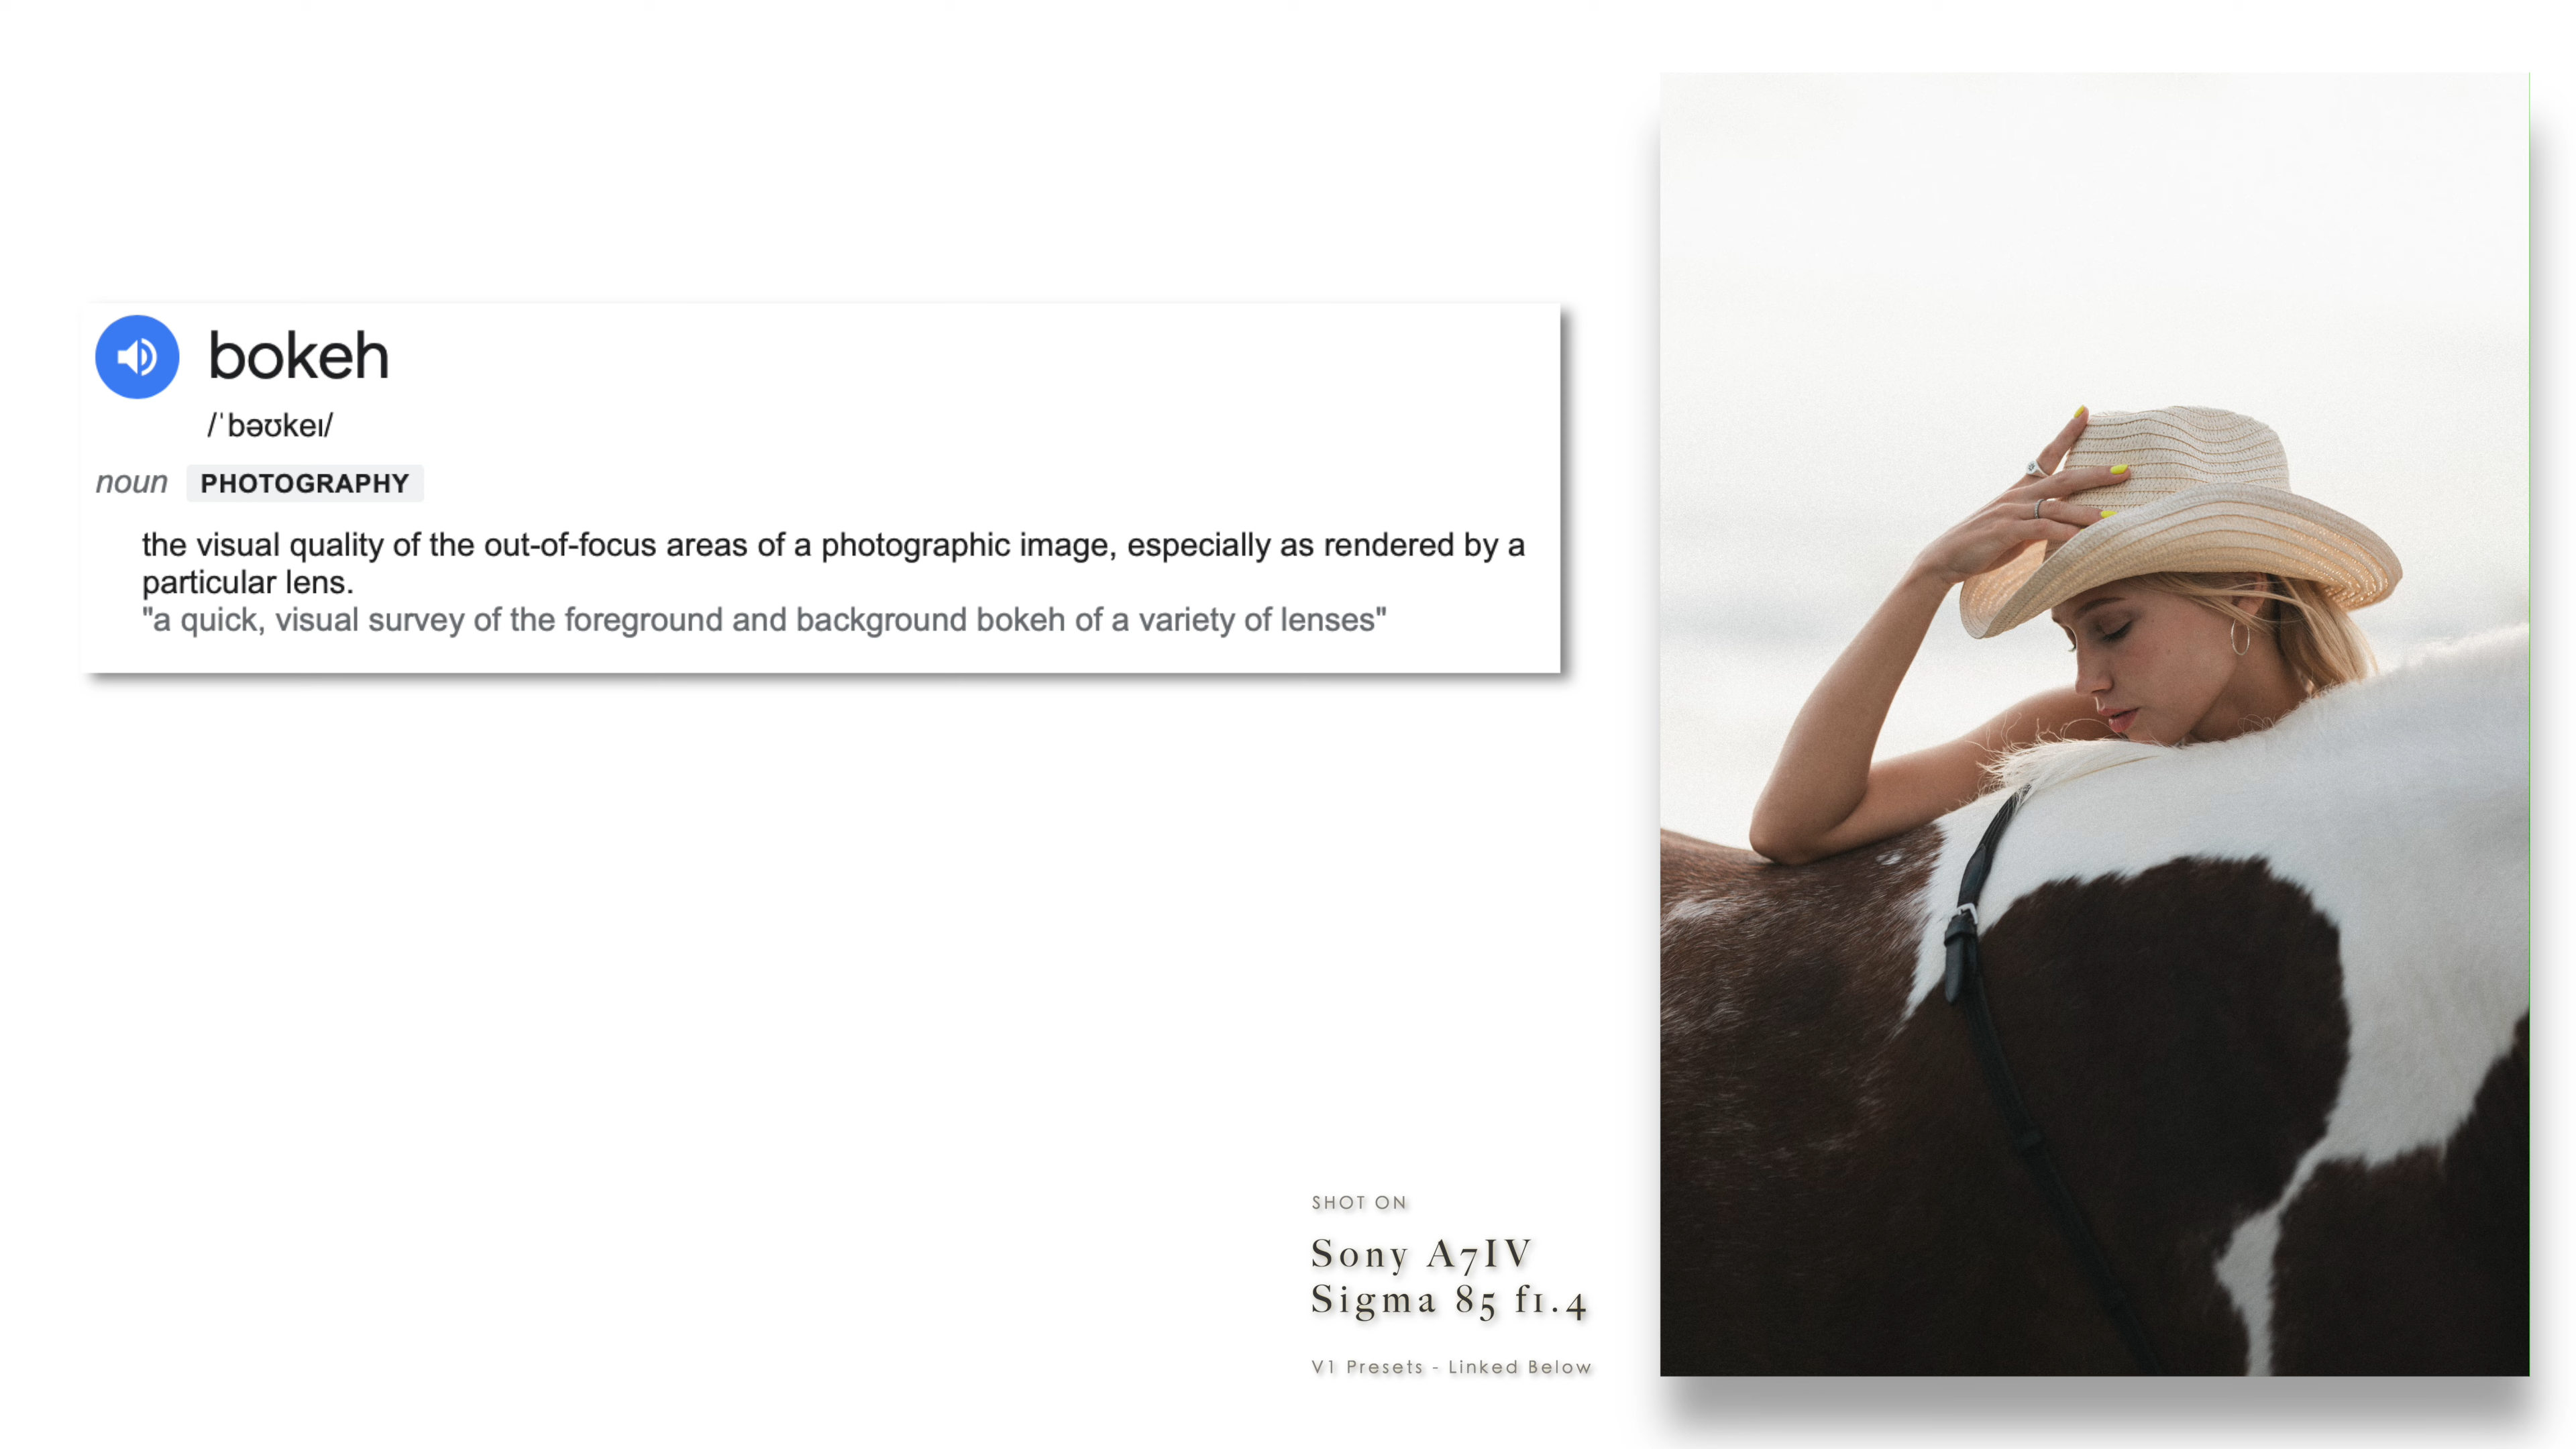 bokeh
/ˈbəʊkeɪ/
noun PHOTOGRAPHY
the visual quality of the out-of-focus areas of a photographic image, especially as rendered by a
particular lens.
"a quick, visual survey of the foreground and background bokeh of a variety of lenses"
SHOT ON
Sony A7IV
Sigma 85 f1.4
V1 Presets - Linked Below